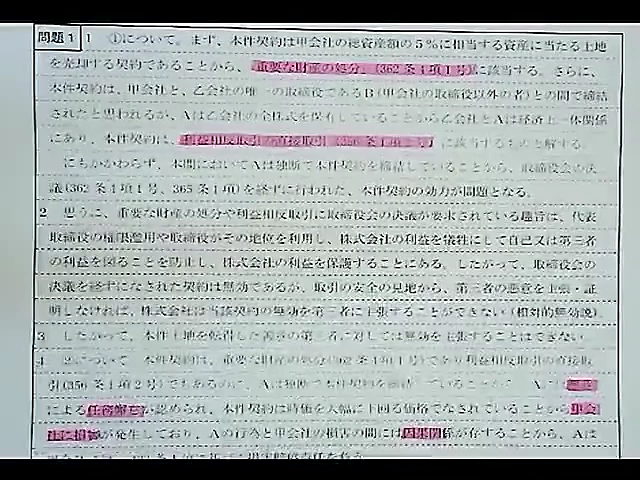 問題1 1 ①について。まず、本件契約は甲会社の総資産額の5%に相当する資産に当たる土地
を売却する契約であることから、重要な財産の処分（362条4項1号）に該当する。さらに、
本件契約は、甲会社と、乙会社の唯一の取締役であるB（甲会社の取締役以外の者）との間で締結
されたと思われるが、Aは乙会社の全株式を保有していることから乙会社とAは経済上一体関係
にあり、本件契約は、利益相反取引の直接取引（356条1項2号）に該当するものと解する。
にもかかわらず、本問においてAは独断で本件契約を締結していることから、取締役会の決
議（362条4項1号、365条1項）を経ずに行われた、本件契約の効力が問題となる。
2 思うに、重要な財産の処分や利益相反取引に取締役会の決議が要求されている趣旨は、代表
取締役の権限濫用や取締役がその地位を利用し、株式会社の利益を犠牲にして自己又は第三者
の利益を図ることを防止し、株式会社の利益を保護することにある。したがって、取締役会の
決議を経ずになされた契約は無効であるが、取引の安全の見地から、第三者の悪意を主張・証
明しなければ、株式会社は当該契約の無効を第三者に主張することができない（相対的無効説）。
3 したがって、本件土地を転得した善意の第三者に対しては無効を主張することはできない
4 ②について 本件契約は、重要な財産の処分（362条4項1号）であり利益相反取引の直接取
引（356条1項2号）でもあるのに、Aは独断で本件契約を締結していることから Aには
による任務懈怠が認められ、本件契約は時価を大幅に下回る価格でなされていることから甲会
社に損害が発生しており、Aの行為と甲会社の損害の間には因果関係が存することから、Aは